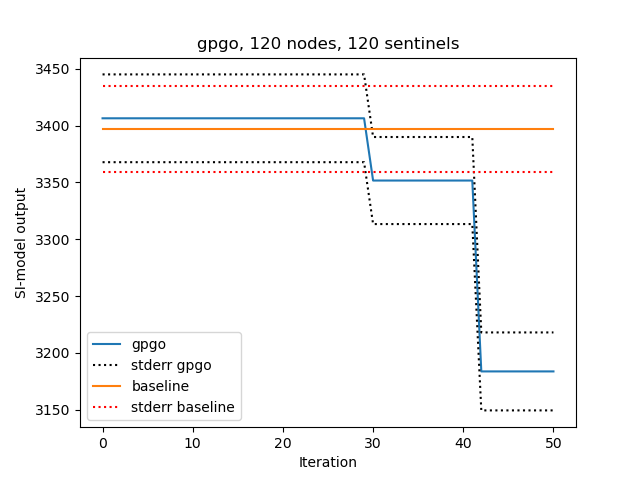 gpgo, 120 nodes, 120 sentinels
SI-model output
3450
3400
3350
3300
3250
3200
3150
gpgo
stderr gpgo
baseline
stderr baseline
0
10
20
30
40
50
Iteration